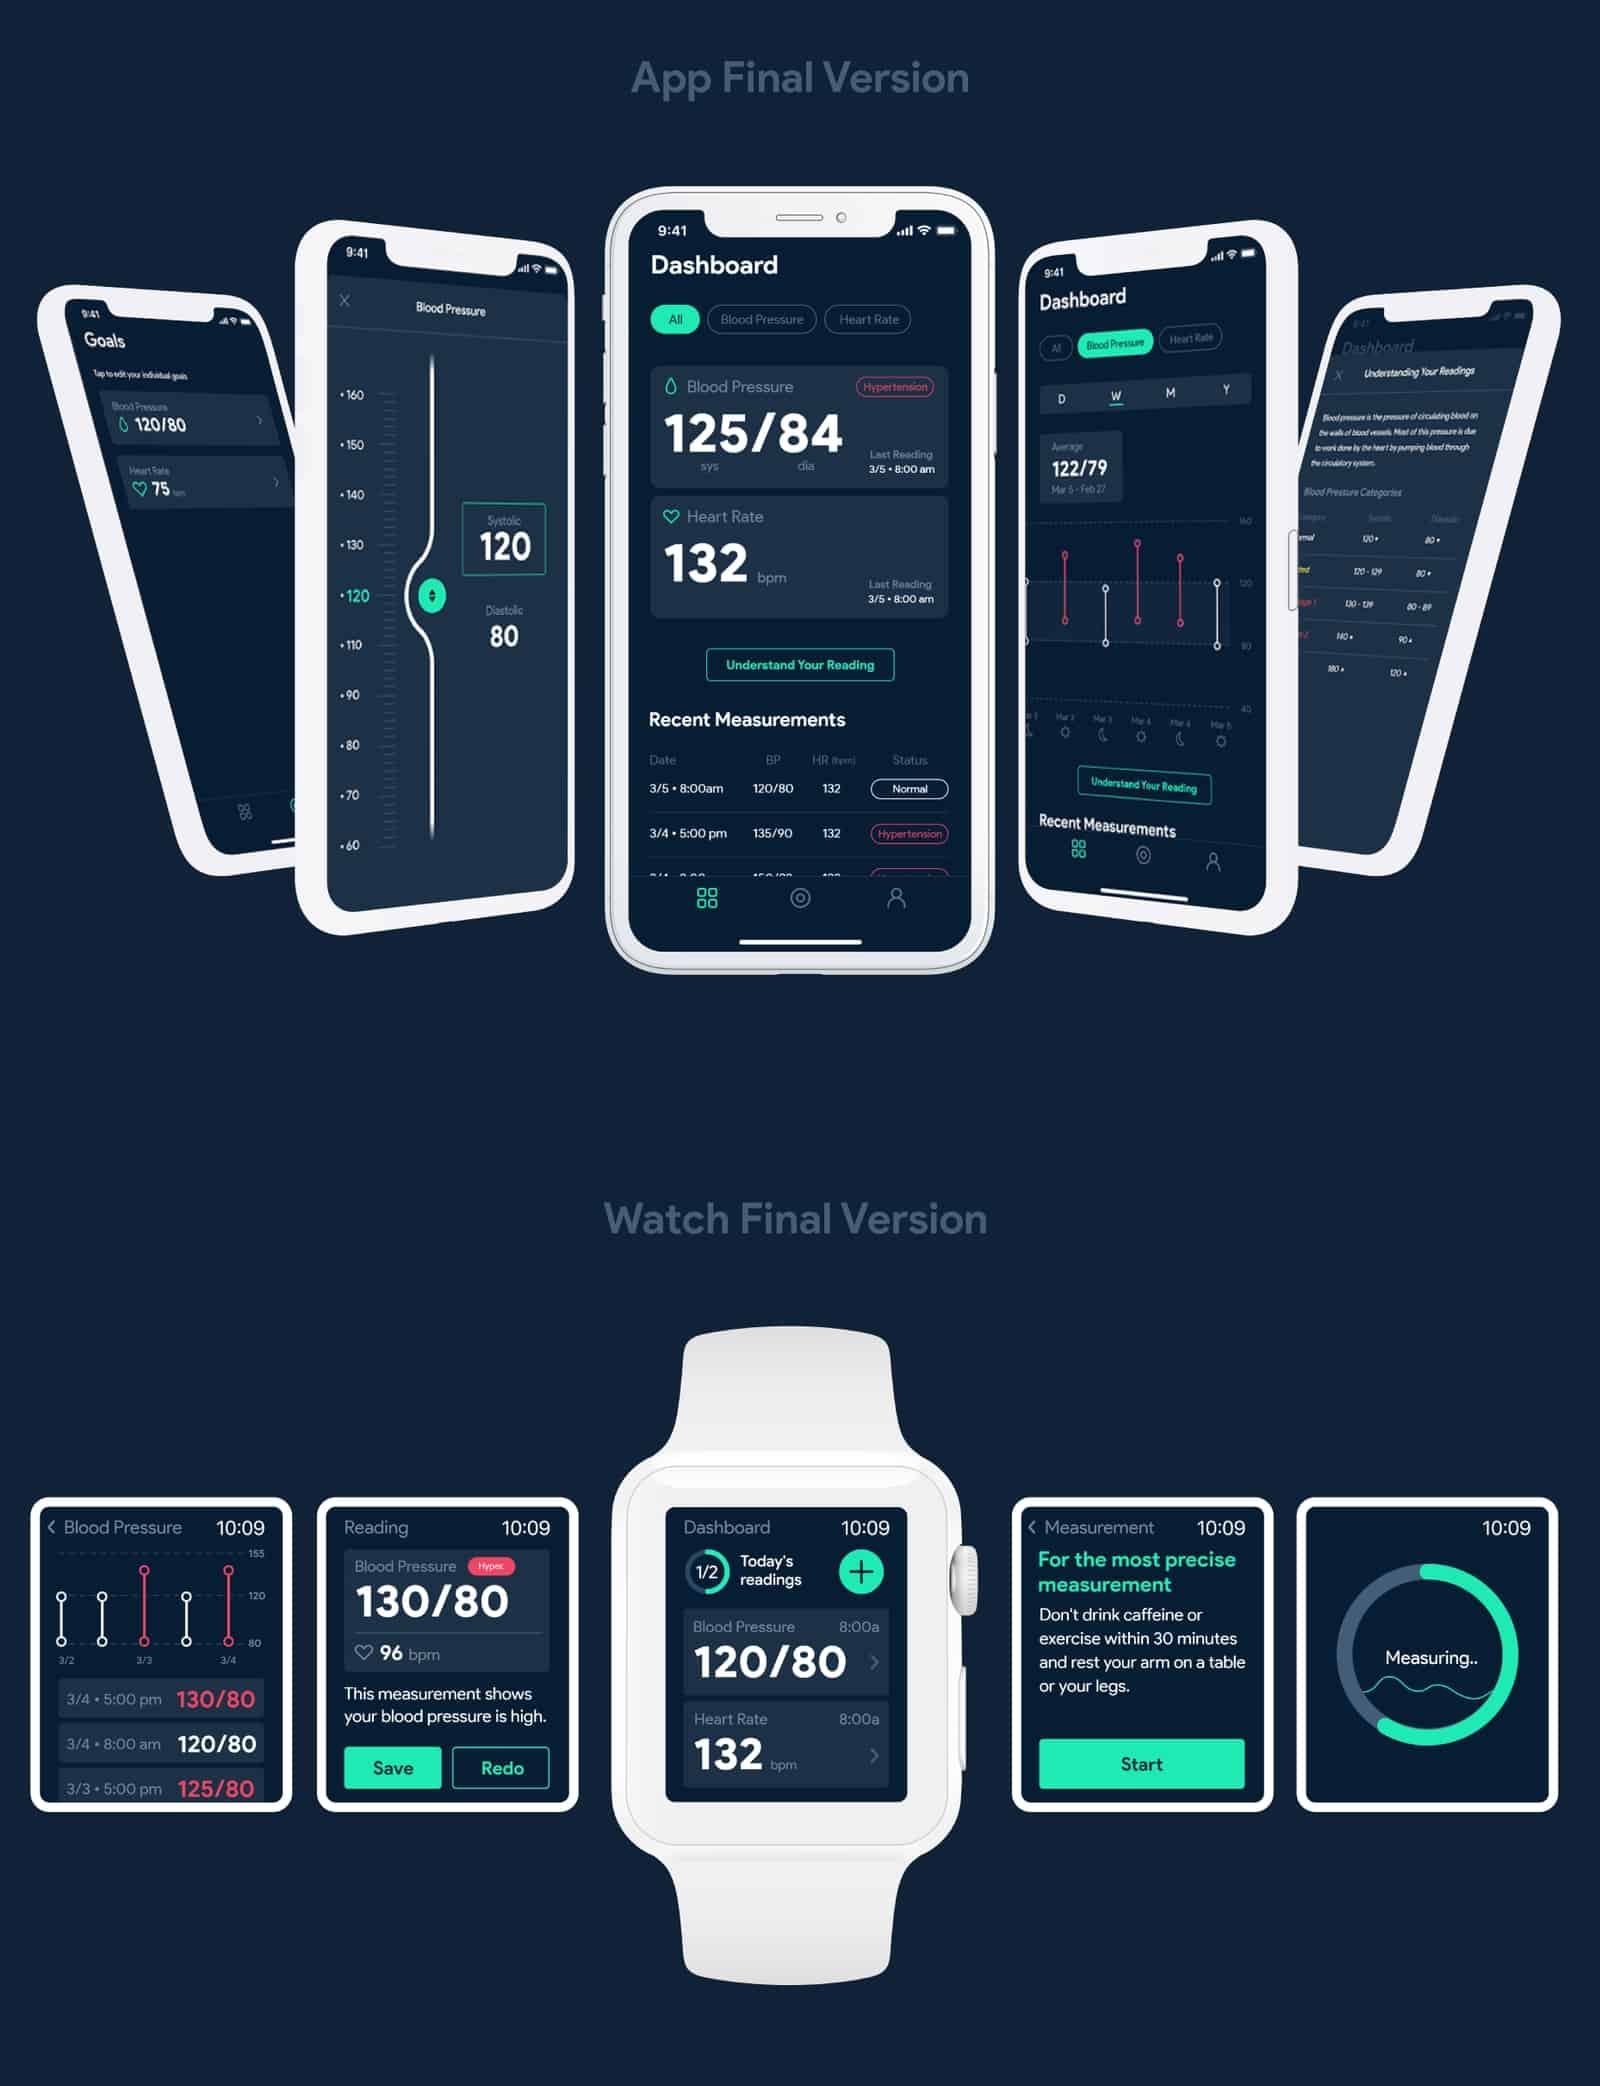 App Final Version
9:41
Goals
Tap to edit your individual goals
Blood Pressure
120/80
Heart Rate
75 bpm
9:41
X
Blood Pressure
160
150
140
130
120
110
90
80
70
60
Systolic
120
Diastolic
80
9:41
Dashboard
All
Blood Pressure
Heart Rate
Blood Pressure
Hypertension
125/84
sys
dia
Last Reading
3/5 • 8:00 am
Heart Rate
132 bpm
Last Reading
3/5 • 8:00 am
Understand Your Reading
Recent Measurements
Date BP HR (bpm) Status
3/5 • 8:00am 120/80 132 Normal
3/4 • 5:00 pm 135/90 132 Hypertension
9:41
Dashboard
All
Blood Pressure
Heart Rate
D W M Y
Average
122/79
Mar 5 - Feb 27
160
120
80
40
Mar 3 Mar 4 Mar 4 Mar 5
Understand Your Reading
Recent Measurements
9:41
Dashboard
X
Understanding Your Readings
Blood pressure is the pressure of circulating blood on
the walls of blood vessels. Most of this pressure is due
to work done by the heart by pumping blood through
the circulatory system.
Blood Pressure Categories
Systolic Diastolic
120 80
120 - 129 80
130 - 139 80 - 89
140 90
180 120
Watch Final Version
Blood Pressure 10:09
155
120
80
3/2 3/3 3/4
3/4 • 5:00 pm 130/80
3/4 • 8:00 am 120/80
3/3 • 5:00 pm 125/80
Reading 10:09
Blood Pressure Hyper.
130/80
96 bpm
This measurement shows
your blood pressure is high.
Save
Redo
Dashboard 10:09
1/2
Today's
readings
+
Blood Pressure 8:00a
120/80
Heart Rate 8:00a
132 bpm
Measurement 10:09
For the most precise
measurement
Don't drink caffeine or
exercise within 30 minutes
and rest your arm on a table
or your legs.
Start
10:09
Measuring..